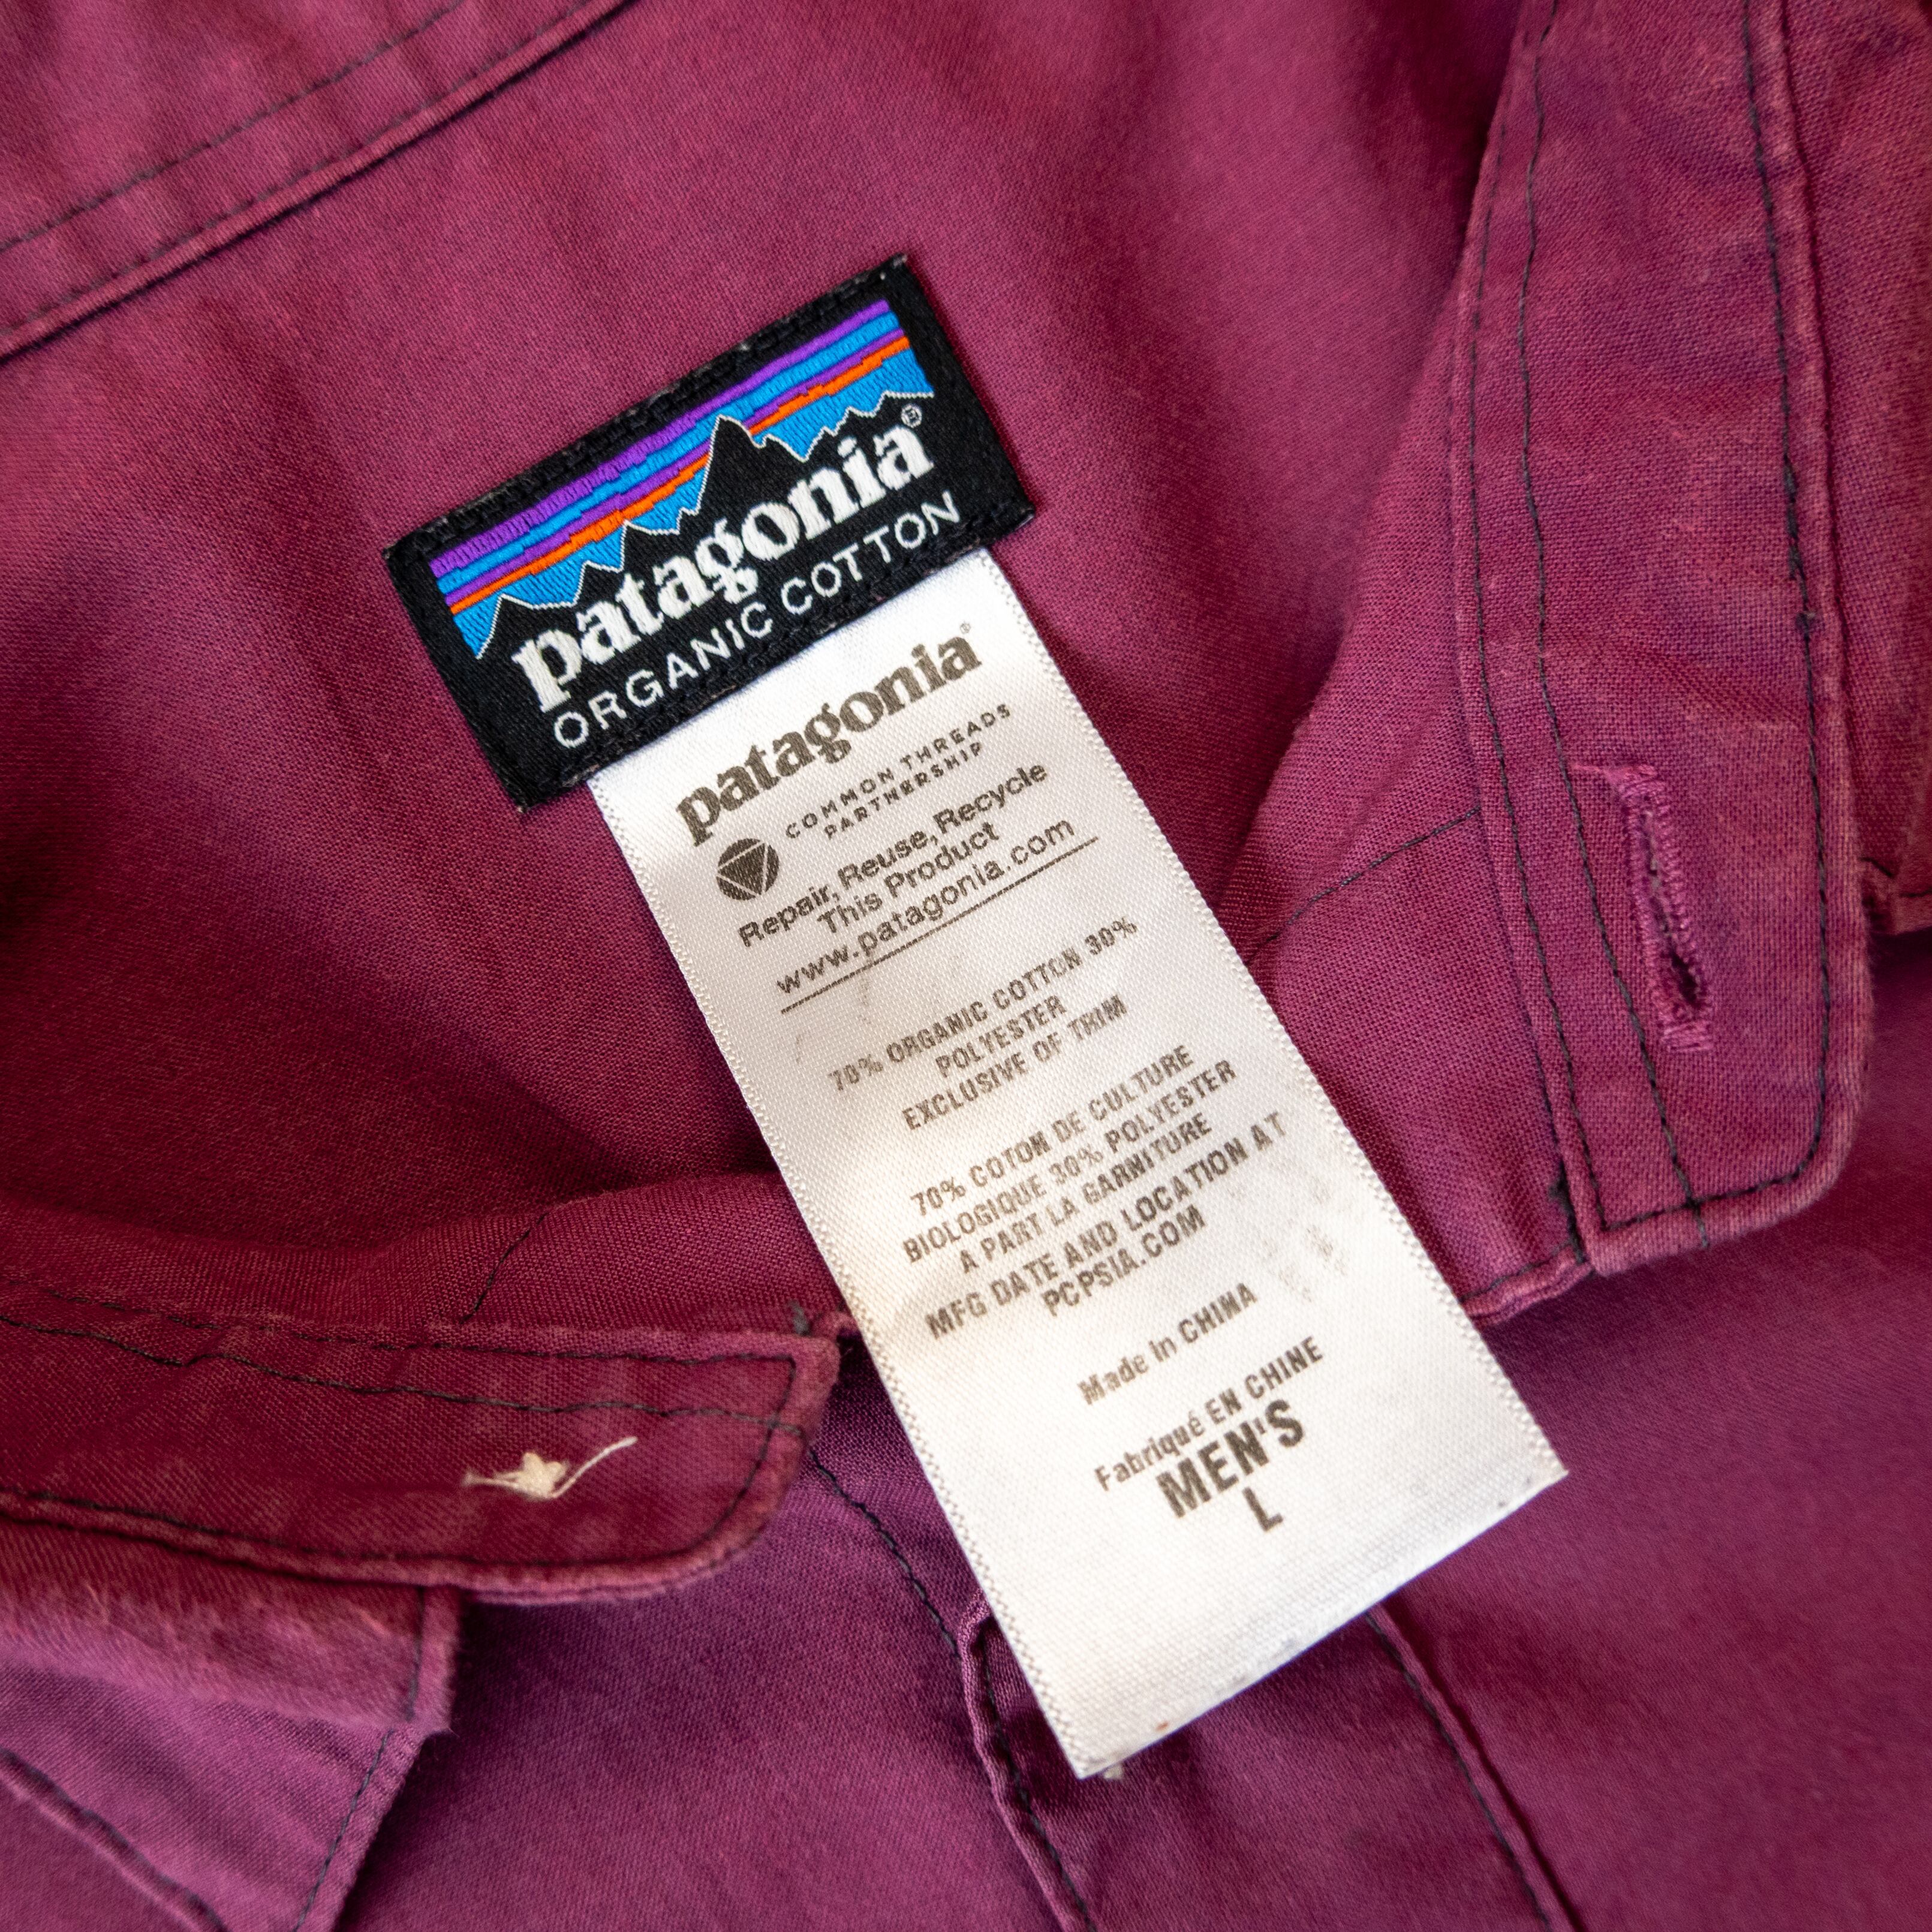 patagonia®
ORGANIC COTTON
patagonia®
COMMON THREADS
PARTNERSHIP
Repair, Reuse, Recycle
This Product
www.patagonia.com
70% ORGANIC COTTON 30%
POLYESTER
EXCLUSIVE OF TRIM
70% COTON DE CULTURE
BIOLOGIQUE 30% POLYESTER
A PART LA GARNITURE
MFG DATE AND LOCATION AT
PCPSIA.COM
Made in CHINA
Fabriqué EN CHINE
MEN'S
L